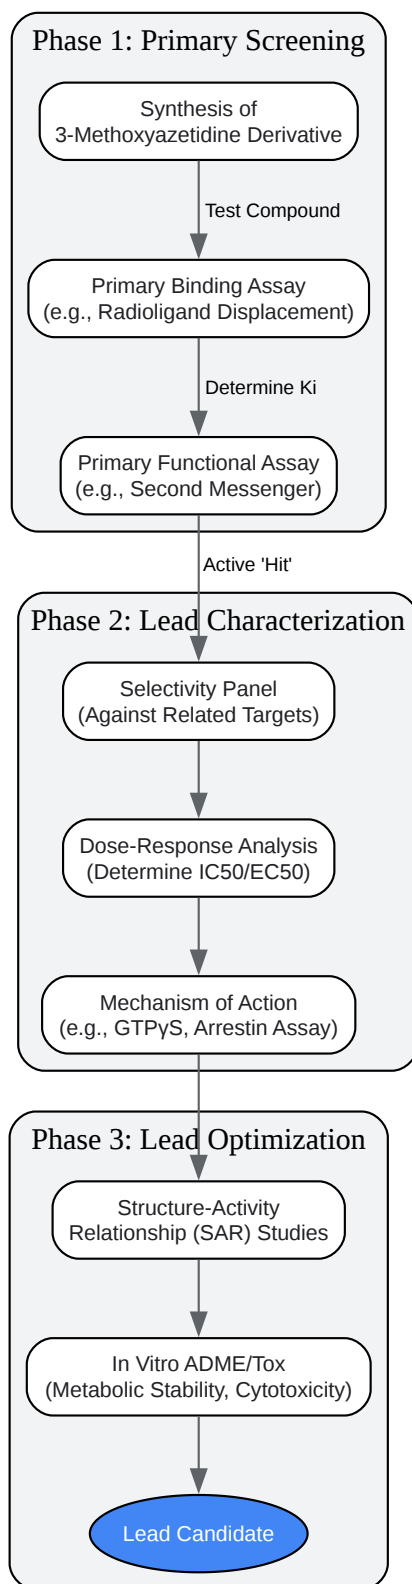 Phase 1: Primary Screening
Synthesis of
3-Methoxyazetidine Derivative
Test Compound
Primary Binding Assay
(e.g., Radioligand Displacement)
Determine Ki
Primary Functional Assay
(e.g., Second Messenger)
Active 'Hit'
Phase 2: Lead Characterization
Selectivity Panel
(Against Related Targets)
Dose-Response Analysis
(Determine IC50/EC50)
Mechanism of Action
(e.g., GTPγS, Arrestin Assay)
Phase 3: Lead Optimization
Structure-Activity
Relationship (SAR) Studies
In Vitro ADME/Tox
(Metabolic Stability, Cytotoxicity)
Lead Candidate